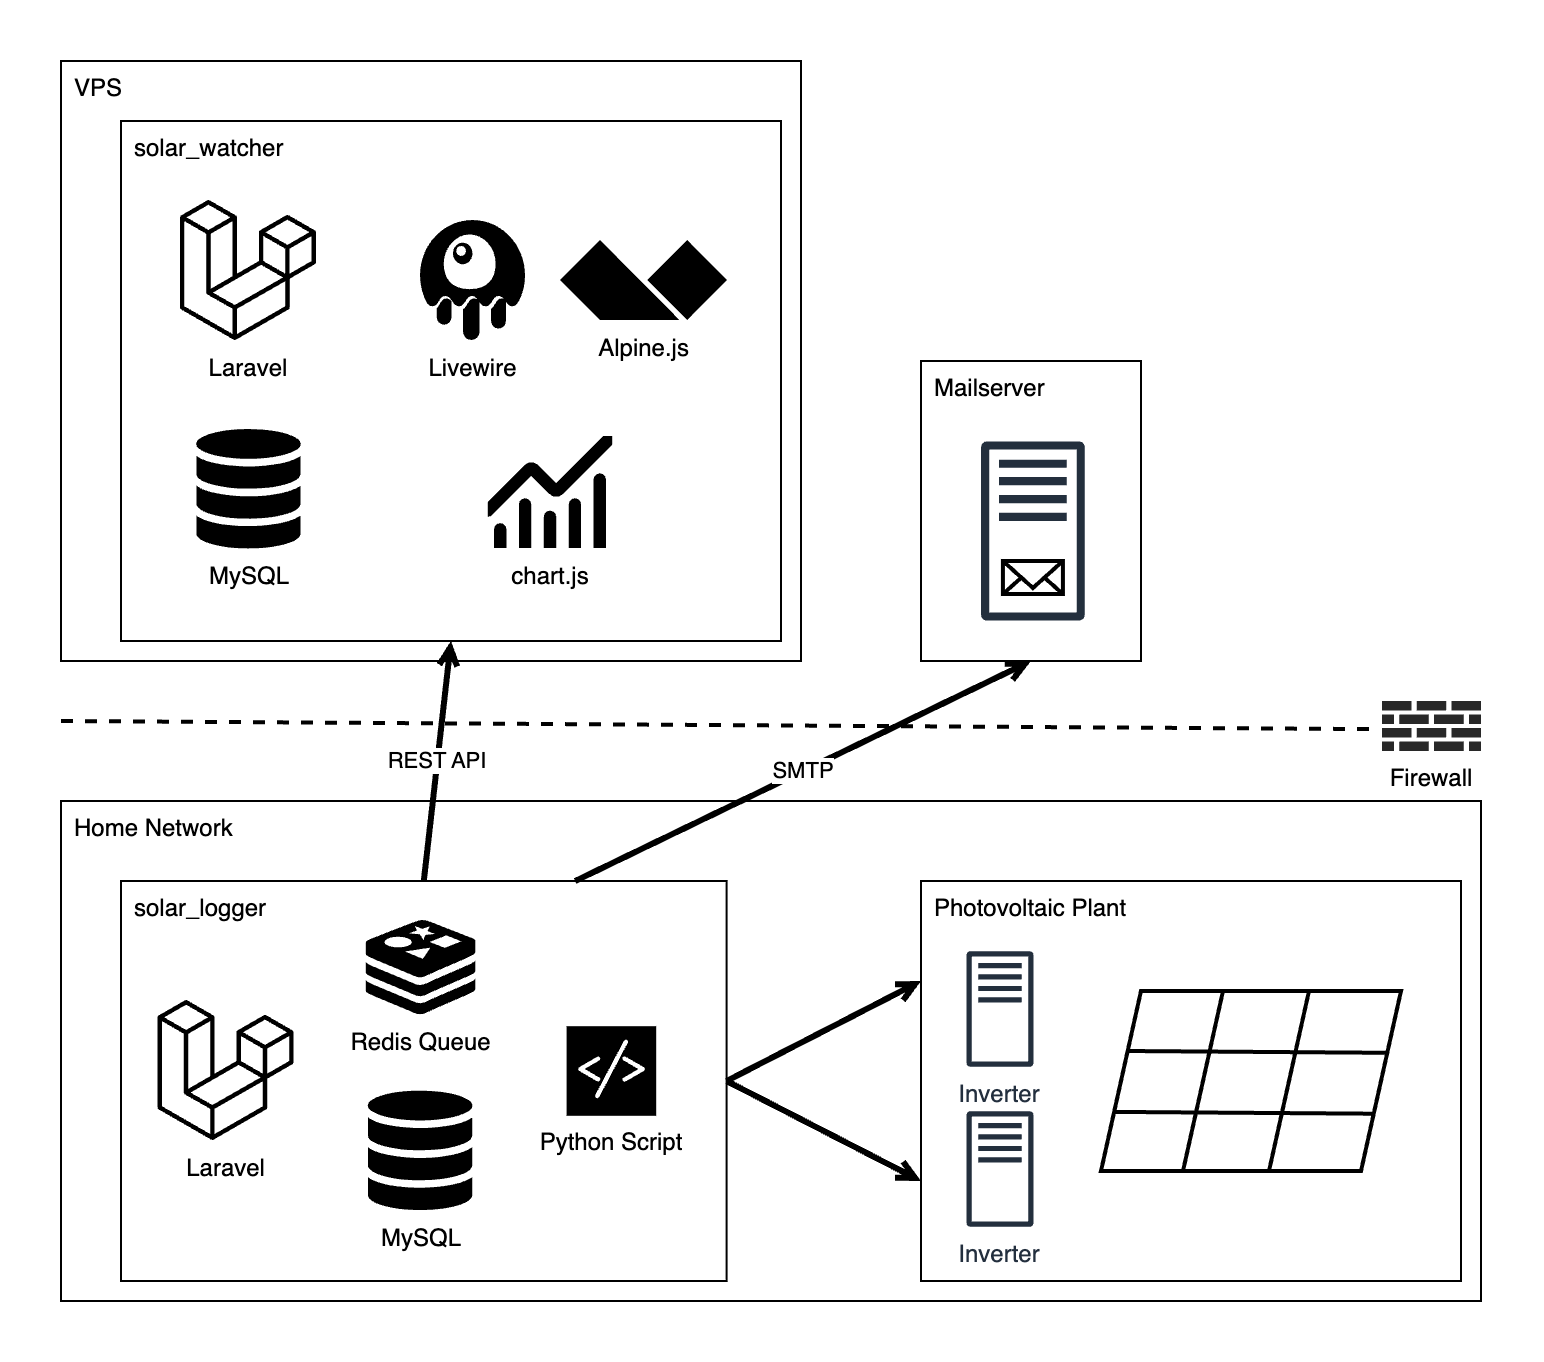 VPS
solar_watcher
Laravel
Livewire
Alpine.js
MySQL
chart.js
Mailserver
REST API
SMTP
Firewall
Home Network
solar_logger
Redis Queue
Laravel
MySQL
Python Script
Photovoltaic Plant
Inverter
Inverter